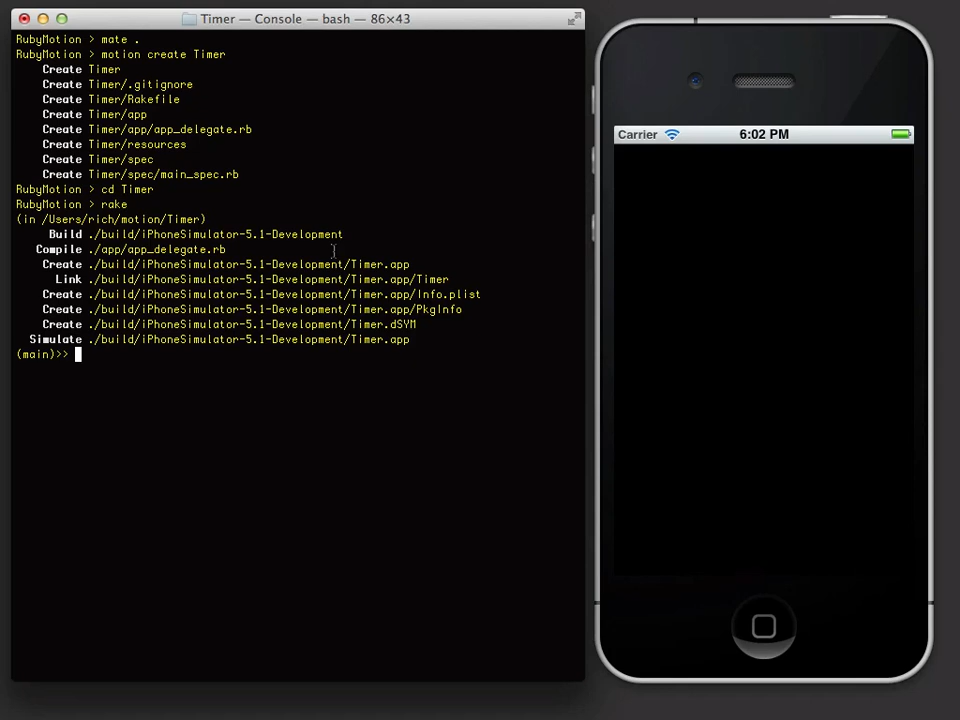 Timer — Console — bash — 86×43
RubyMotion > mate .
RubyMotion > motion create Timer
Create Timer
Create Timer/.gitignore
Create Timer/Rakefile
Create Timer/app
Create Timer/app/app_delegate.rb
Create Timer/resources
Create Timer/spec
Create Timer/spec/main_spec.rb
RubyMotion > cd Timer
RubyMotion > rake
(in /Users/rich/motion/Timer)
Build ./build/iPhoneSimulator-5.1-Development
Compile ./app/app_delegate.rb
Create ./build/iPhoneSimulator-5.1-Development/Timer.app
Link ./build/iPhoneSimulator-5.1-Development/Timer.app/Timer
Create ./build/iPhoneSimulator-5.1-Development/Timer.app/Info.plist
Create ./build/iPhoneSimulator-5.1-Development/Timer.app/PkgInfo
Create ./build/iPhoneSimulator-5.1-Development/Timer.dSYM
Simulate ./build/iPhoneSimulator-5.1-Development/Timer.app
(main)>>
Carrier 6:02 PM